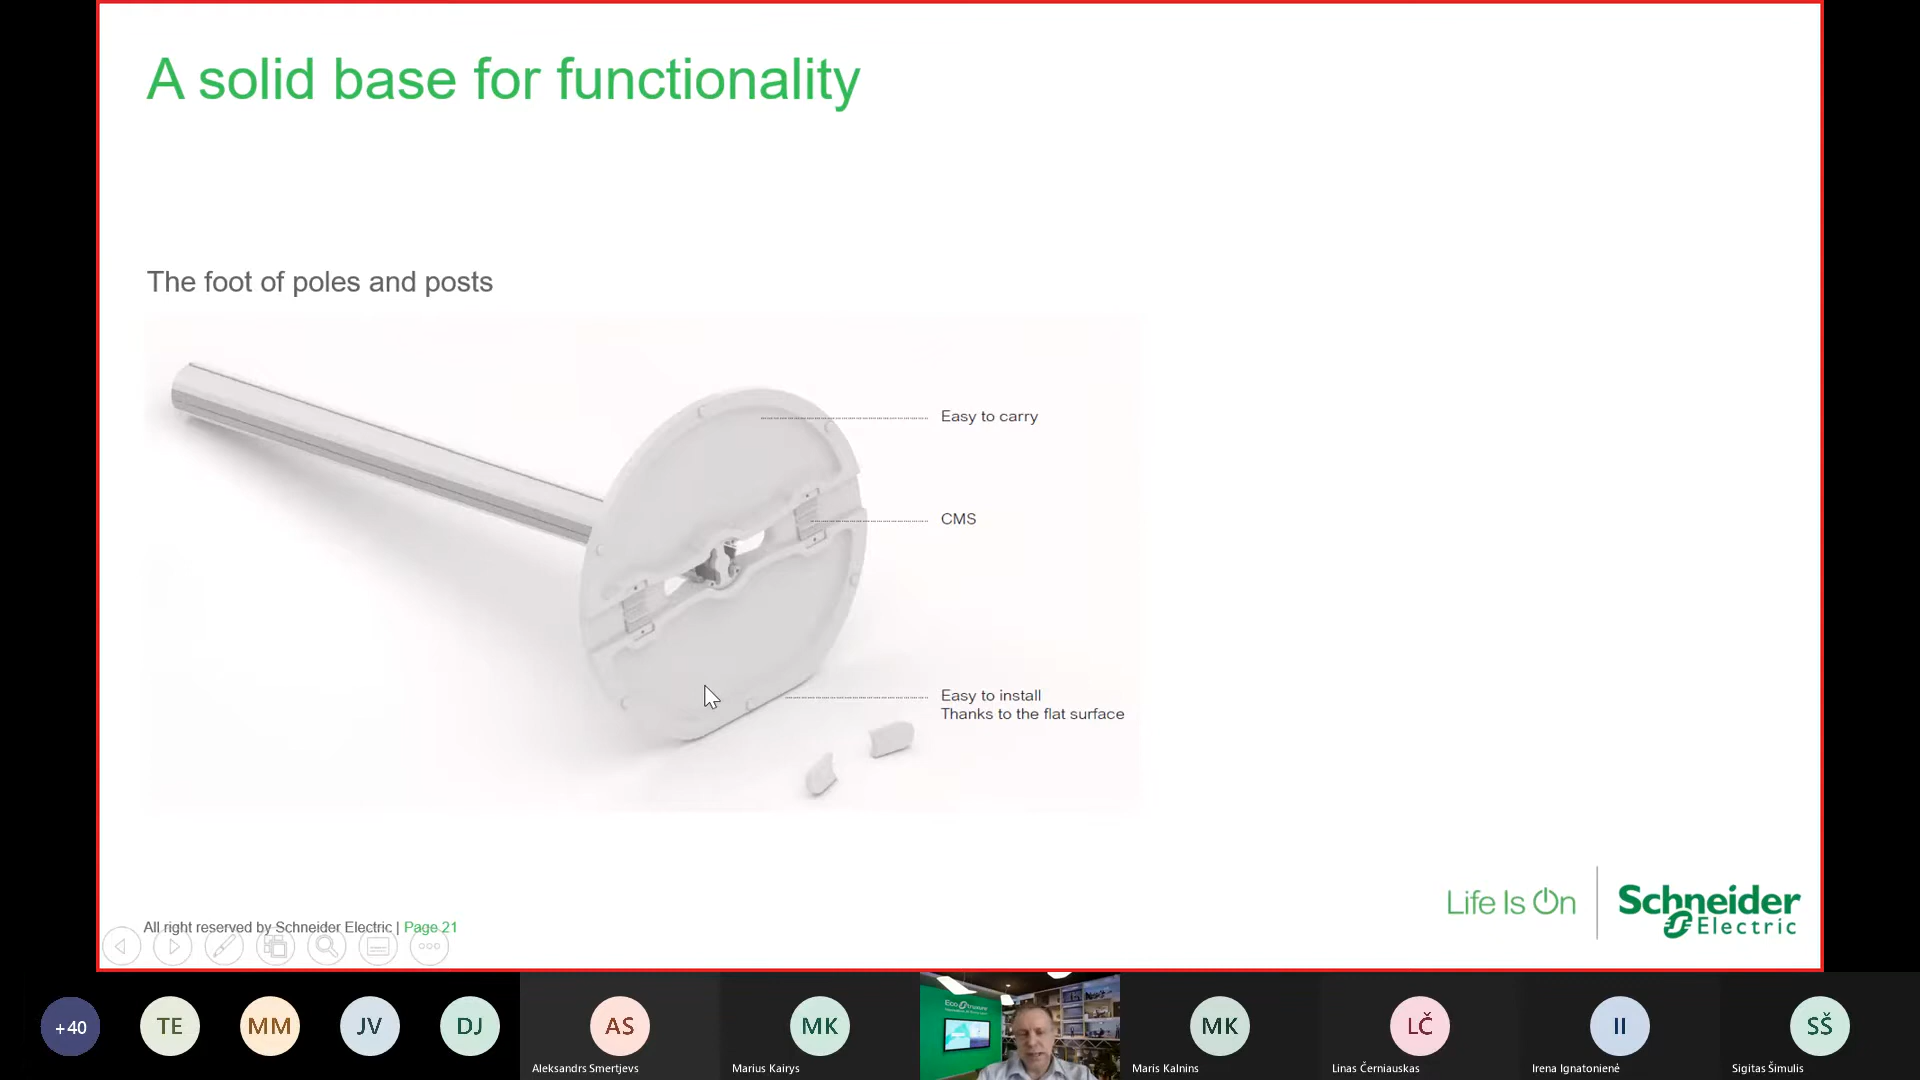 A solid base for functionality
The foot of poles and posts
Easy to carry
CMS
Easy to install
Thanks to the flat surface
All right reserved by Schneider Electric | Page 21
Life Is On
Schneider
Electric
+40
TE
MM
JV
DJ
AS
MK
MK
LČ
II
SŠ
Aleksandrs Smertjevs
Marius Kairys
Maris Kalnins
Linas Černiauskas
Irena Ignatonienė
Sigitas Šimulis